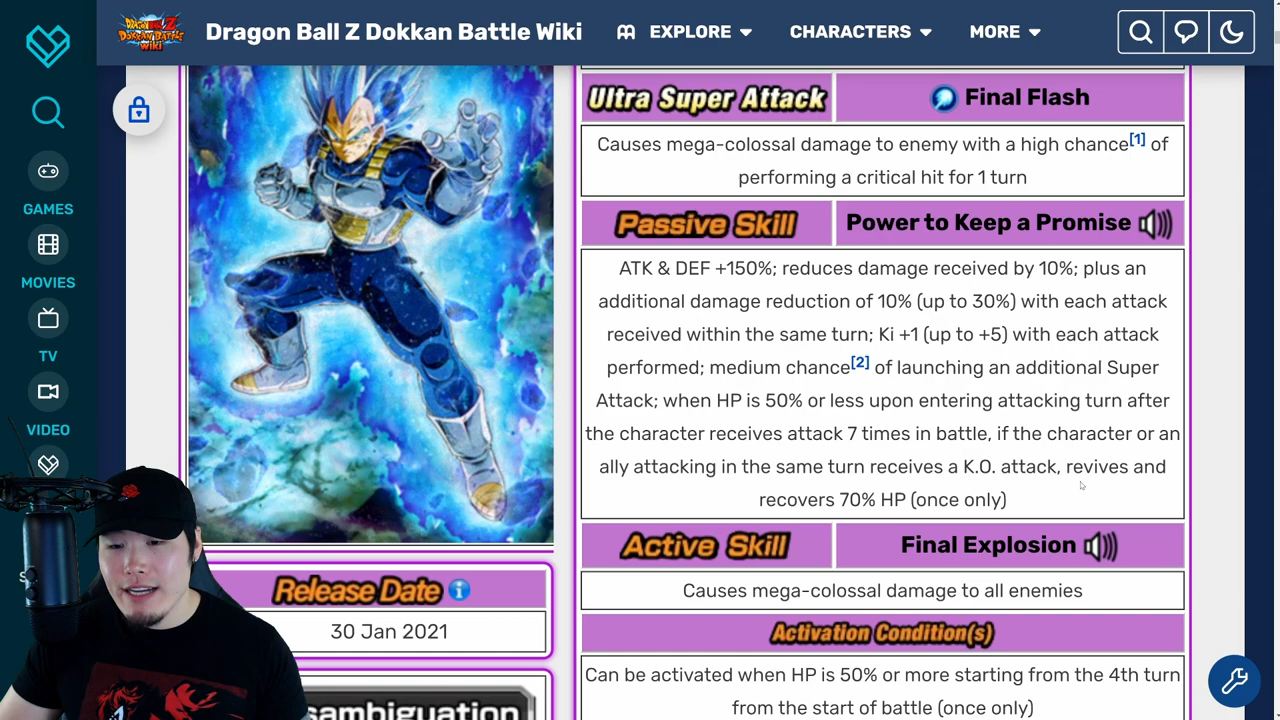 DRAGON BALL Z
DOKKAN BATTLE
WIKI
Dragon Ball Z Dokkan Battle Wiki
EXPLORE
CHARACTERS
MORE
GAMES
MOVIES
TV
VIDEO
Ultra Super Attack
Final Flash
Causes mega-colossal damage to enemy with a high chance[1] of
performing a critical hit for 1 turn
Passive Skill
Power to Keep a Promise
ATK & DEF +150%; reduces damage received by 10%; plus an
additional damage reduction of 10% (up to 30%) with each attack
received within the same turn; Ki +1 (up to +5) with each attack
performed; medium chance[2] of launching an additional Super
Attack; when HP is 50% or less upon entering attacking turn after
the character receives attack 7 times in battle, if the character or an
ally attacking in the same turn receives a K.O. attack, revives and
recovers 70% HP (once only)
Active Skill
Final Explosion
Causes mega-colossal damage to all enemies
Activation Condition(s)
Can be activated when HP is 50% or more starting from the 4th turn
from the start of battle (once only)
Release Date
30 Jan 2021
sambiguation